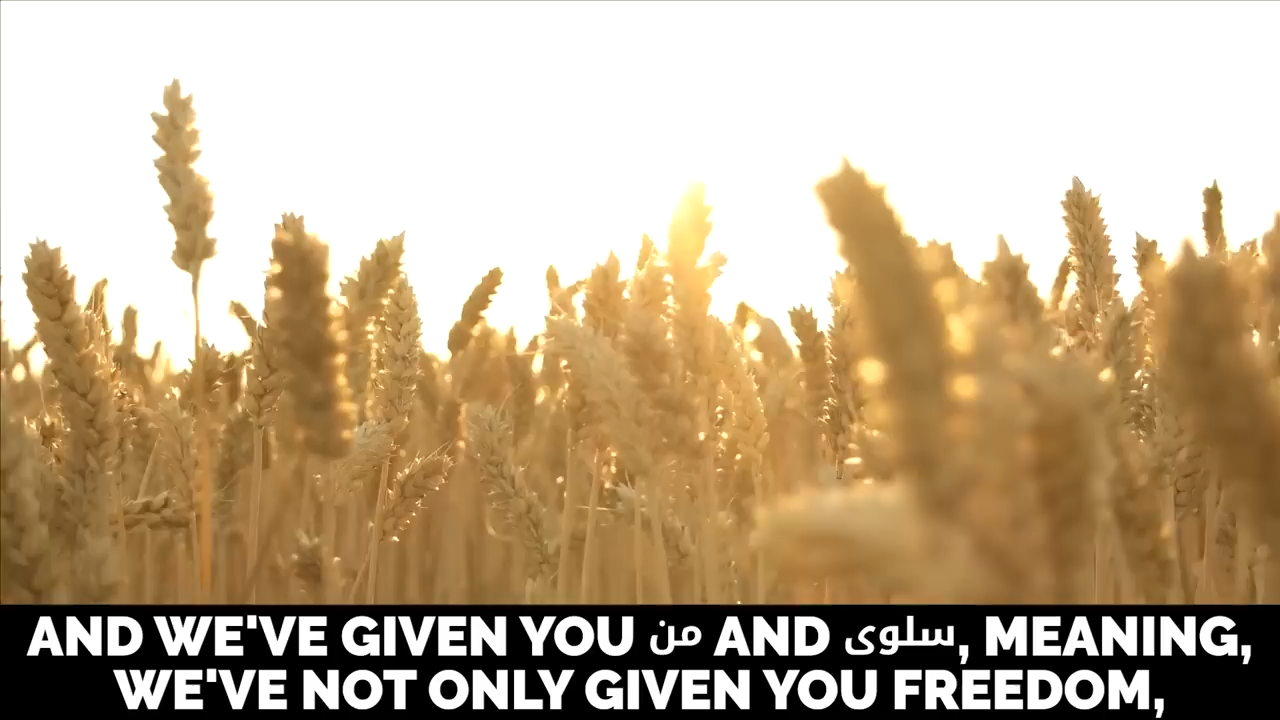 AND WE'VE GIVEN YOU من AND سلوى, MEANING,
WE'VE NOT ONLY GIVEN YOU FREEDOM,